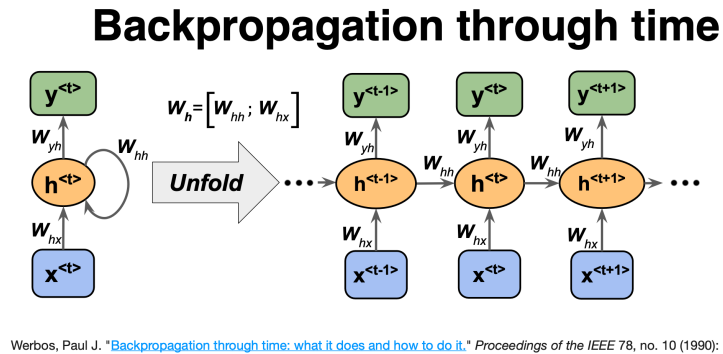 Backpropagation through time
y<t>
W_yh
h<t>
W_hh
W_hx
x<t>
W_h=[W_hh ; W_hx]
Unfold
•••
y<t-1>
y<t>
y<t+1>
W_yh
W_yh
W_yh
h<t-1>
W_hh
h<t>
W_hh
h<t+1>
•••
W_hx
W_hx
W_hx
x<t-1>
x<t>
x<t+1>
Werbos, Paul J. "Backpropagation through time: what it does and how to do it." Proceedings of the IEEE 78, no. 10 (1990):